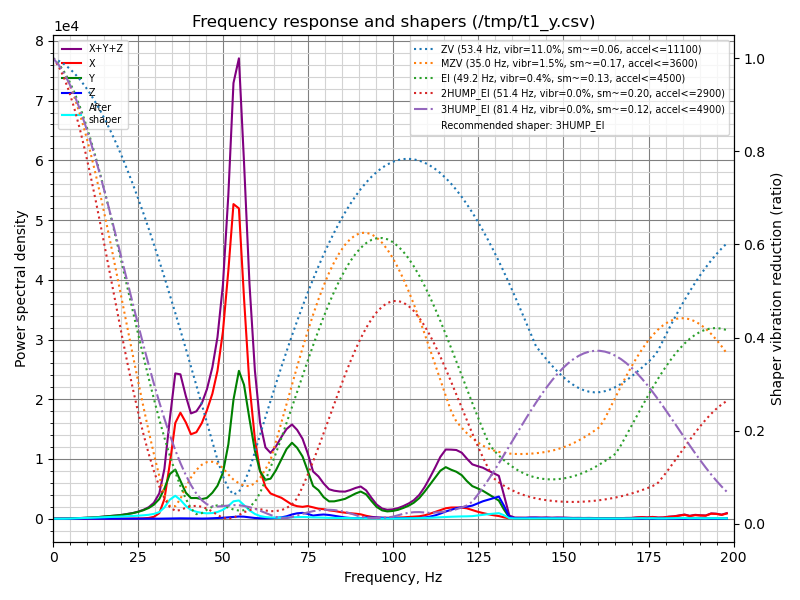 Frequency response and shapers (/tmp/t1_y.csv)
1e4
X+Y+Z
X
Y
Z
After
shaper
ZV (53.4 Hz, vibr=11.0%, sm~=0.06, accel<=11100)
MZV (35.0 Hz, vibr=1.5%, sm~=0.17, accel<=3600)
EI (49.2 Hz, vibr=0.4%, sm~=0.13, accel<=4500)
2HUMP_EI (51.4 Hz, vibr=0.0%, sm~=0.20, accel<=2900)
3HUMP_EI (81.4 Hz, vibr=0.0%, sm~=0.12, accel<=4900)
Recommended shaper: 3HUMP_EI
8
7
6
5
4
3
2
1
0
Power spectral density
1.0
0.8
0.6
0.4
0.2
0.0
Shaper vibration reduction (ratio)
0 25 50 75 100 125 150 175 200
Frequency, Hz